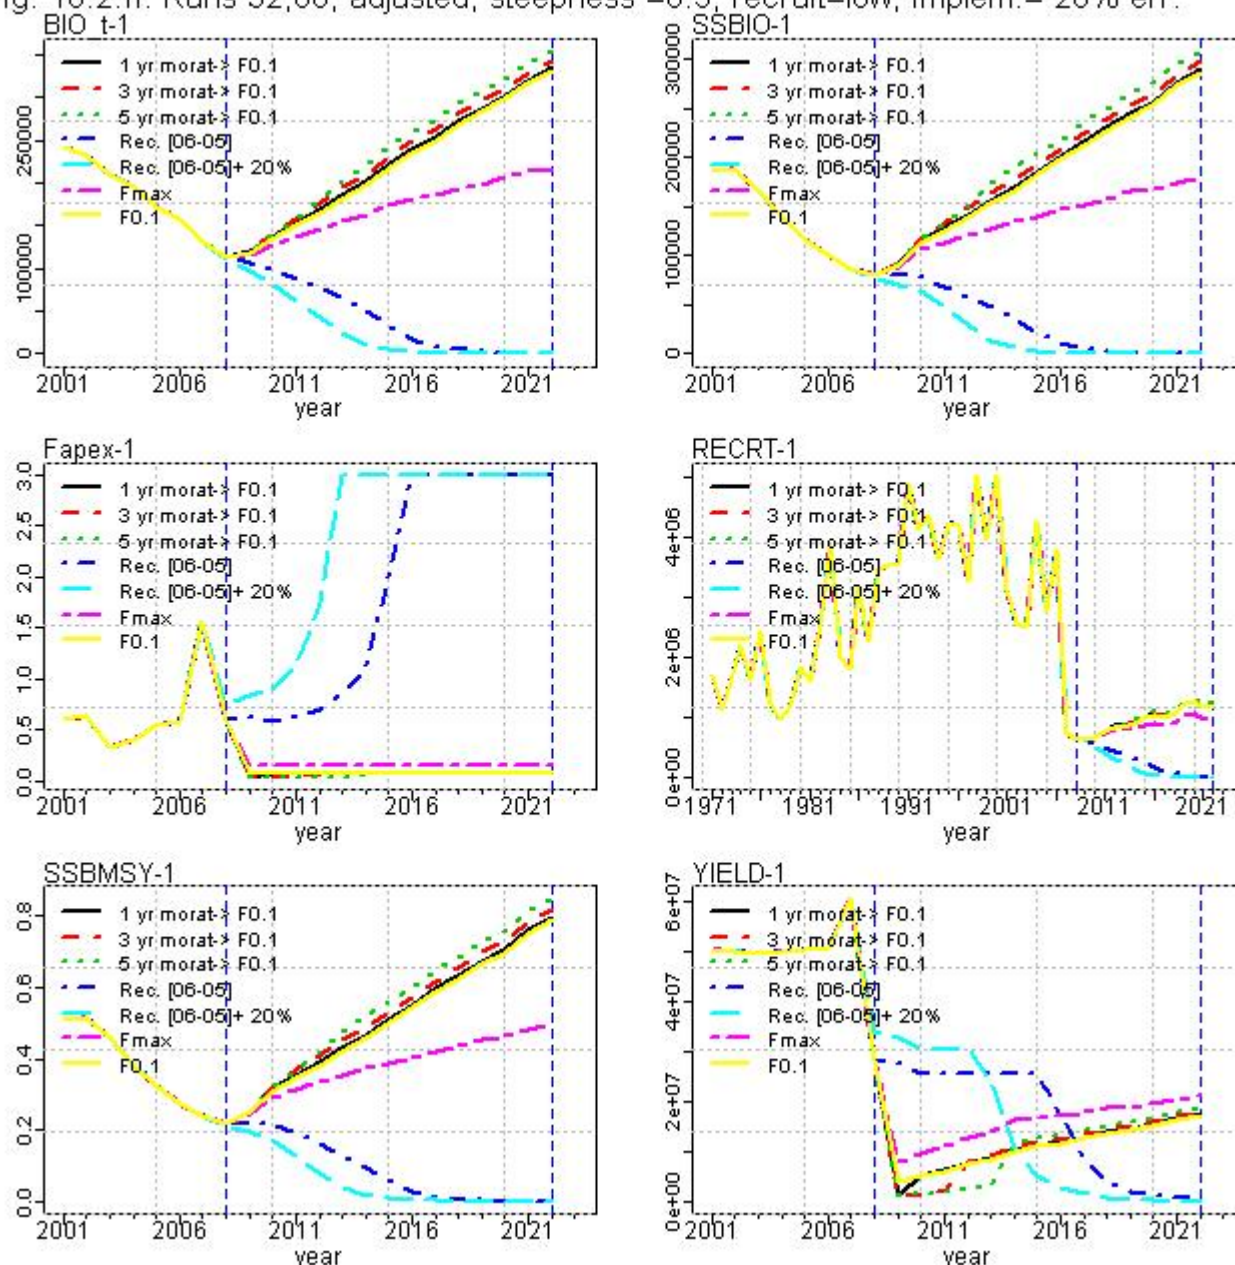 ig. 16.2.n. Runs 52,60, adjusted, steepness =0.9, recruit=low, implem.= 20% err.
BIO_t-1
1 yr morat-> F0.1
3 yr morat-> F0.1
5 yr morat-> F0.1
Rec. [06-05]
Rec. [06-05]+ 20%
Fmax
F0.1
0 100000 250000
2001 2006 2011 2016 2021
year
SSBIO-1
1 yr morat-> F0.1
3 yr morat-> F0.1
5 yr morat-> F0.1
Rec. [06-05]
Rec. [06-05]+ 20%
Fmax
F0.1
0 100000 200000 300000
2001 2006 2011 2016 2021
year
Fapex-1
1 yr morat-> F0.1
3 yr morat-> F0.1
5 yr morat-> F0.1
Rec. [06-05]
Rec. [06-05]+ 20%
Fmax
F0.1
0.0 0.5 1.0 1.5 2.0 2.5 3.0
2001 2006 2011 2016 2021
year
RECRT-1
1 yr morat-> F0.1
3 yr morat-> F0.1
5 yr morat-> F0.1
Rec. [06-05]
Rec. [06-05]+ 20%
Fmax
F0.1
0e+00 2e+06 4e+06
1971 1981 1991 2001 2011 2021
year
SSBMSY-1
1 yr morat-> F0.1
3 yr morat-> F0.1
5 yr morat-> F0.1
Rec. [06-05]
Rec. [06-05]+ 20%
Fmax
F0.1
0.0 0.2 0.4 0.6 0.8
2001 2006 2011 2016 2021
year
YIELD-1
1 yr morat-> F0.1
3 yr morat-> F0.1
5 yr morat-> F0.1
Rec. [06-05]
Rec. [06-05]+ 20%
Fmax
F0.1
0e+00 2e+07 4e+07 6e+07
2001 2006 2011 2016 2021
year